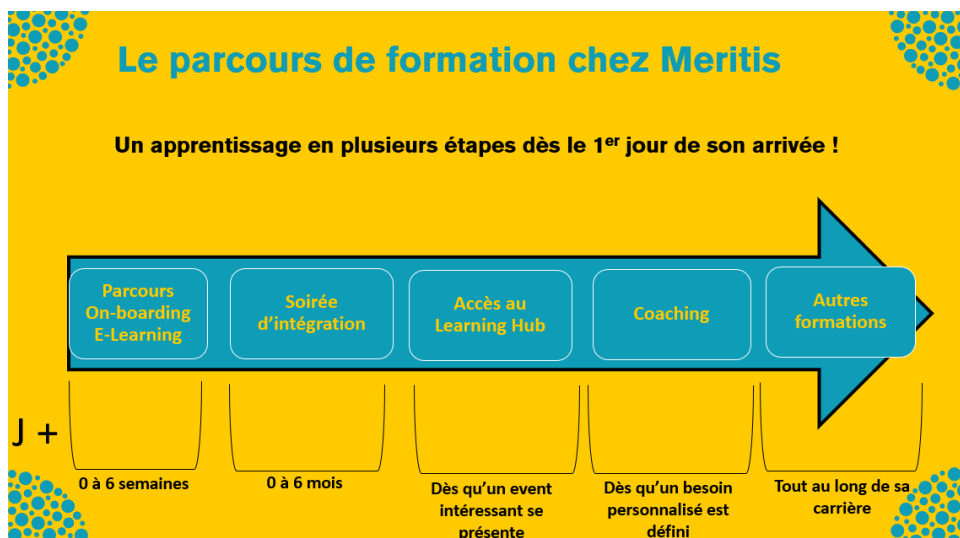 Le parcours de formation chez Meritis
Un apprentissage en plusieurs étapes dès le 1er jour de son arrivée !
Parcours
On-boarding
E-Learning
Soirée
d'intégration
Accès au
Learning Hub
Coaching
Autres
formations
J +
0 à 6 semaines
0 à 6 mois
Dès qu'un event
intéressant se
présente
Dès qu'un besoin
personnalisé est
défini
Tout au long de sa
carrière